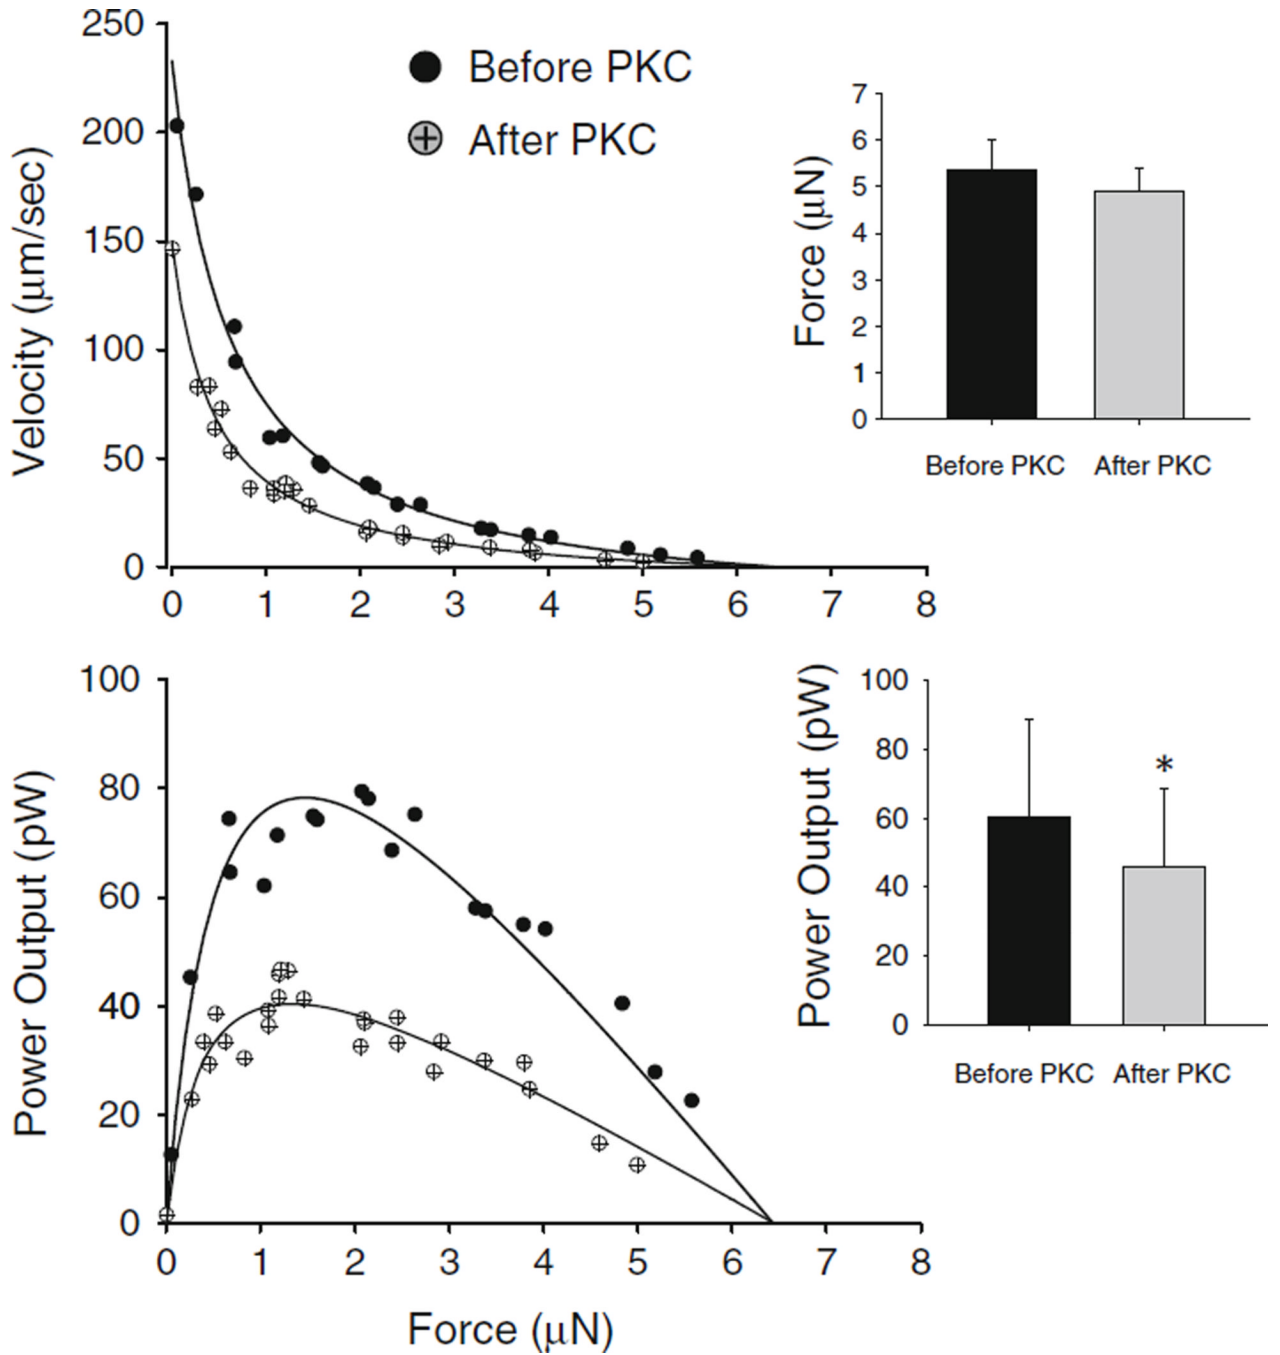 250
200
150
100
50
0
Velocity (μm/sec)
Before PKC
After PKC
0 1 2 3 4 5 6 7 8
7
6
5
4
3
2
1
0
Force (μN)
Before PKC After PKC
100
80
60
40
20
0
Power Output (pW)
0 1 2 3 4 5 6 7 8
Force (μN)
100
80
60
40
20
0
Power Output (pW)
*
Before PKC After PKC